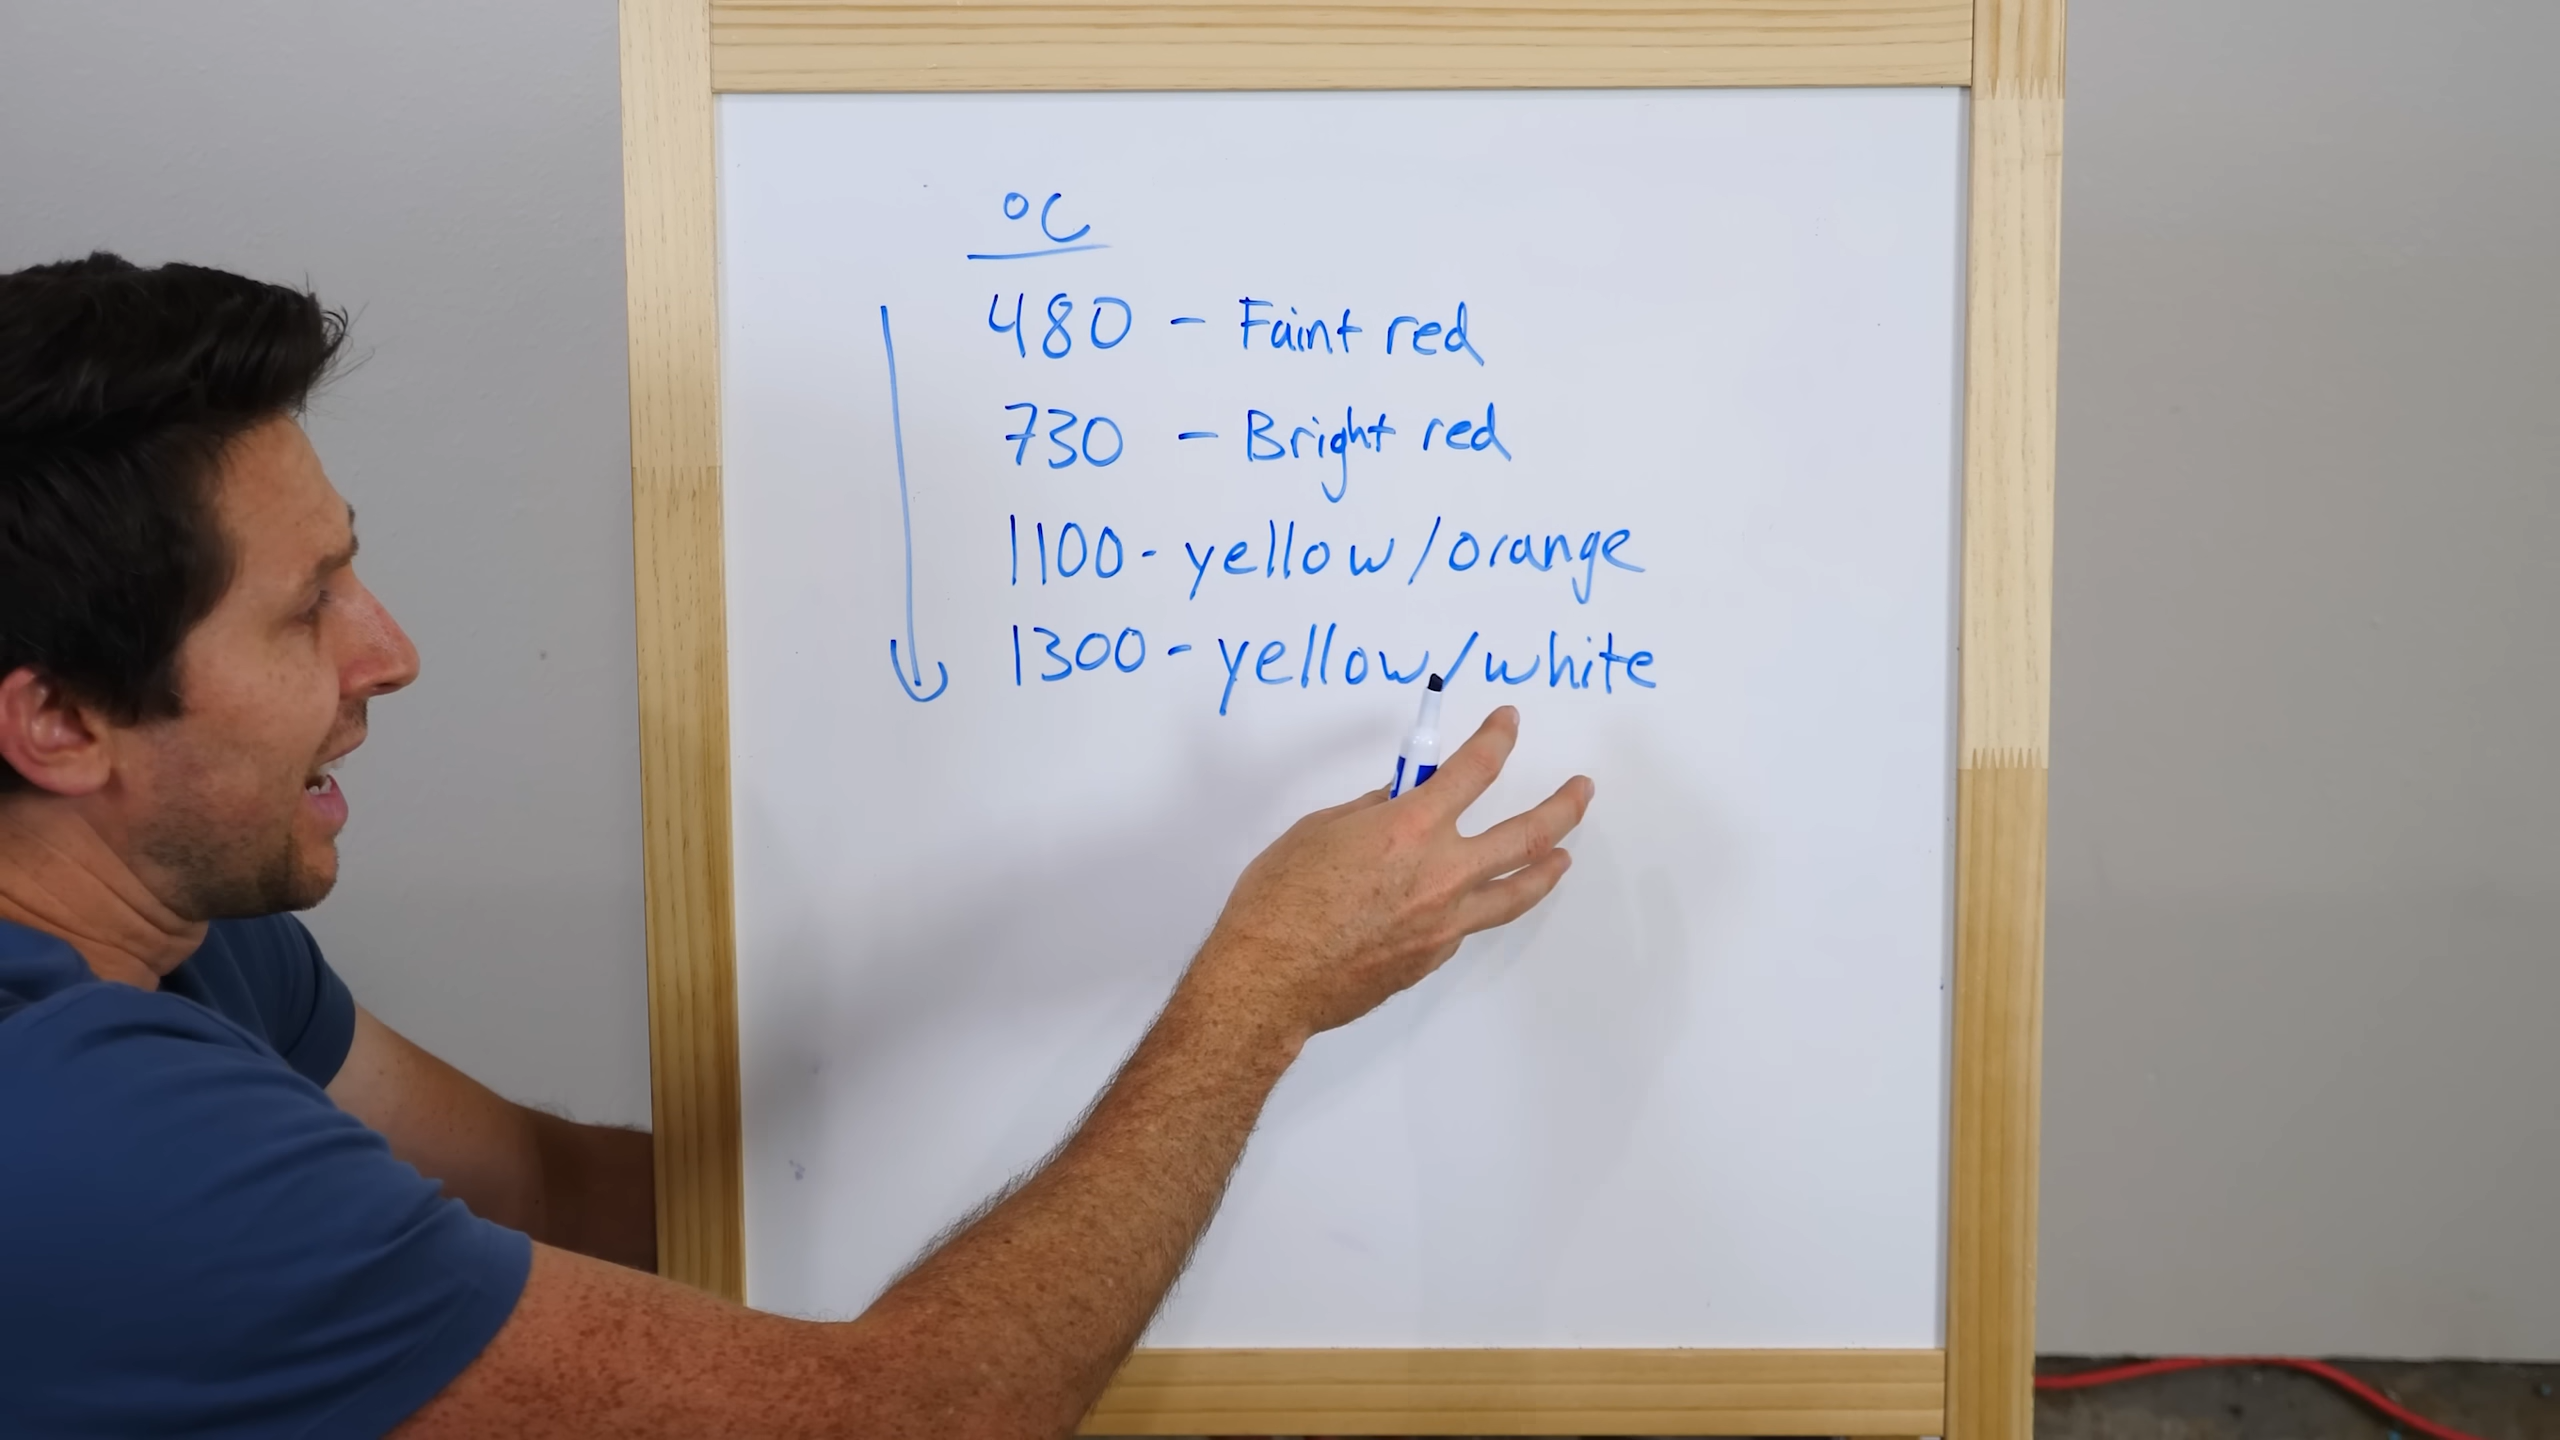 °C
480 - Faint red
730 - Bright red
1100 - yellow/orange
1300 - yellow/white